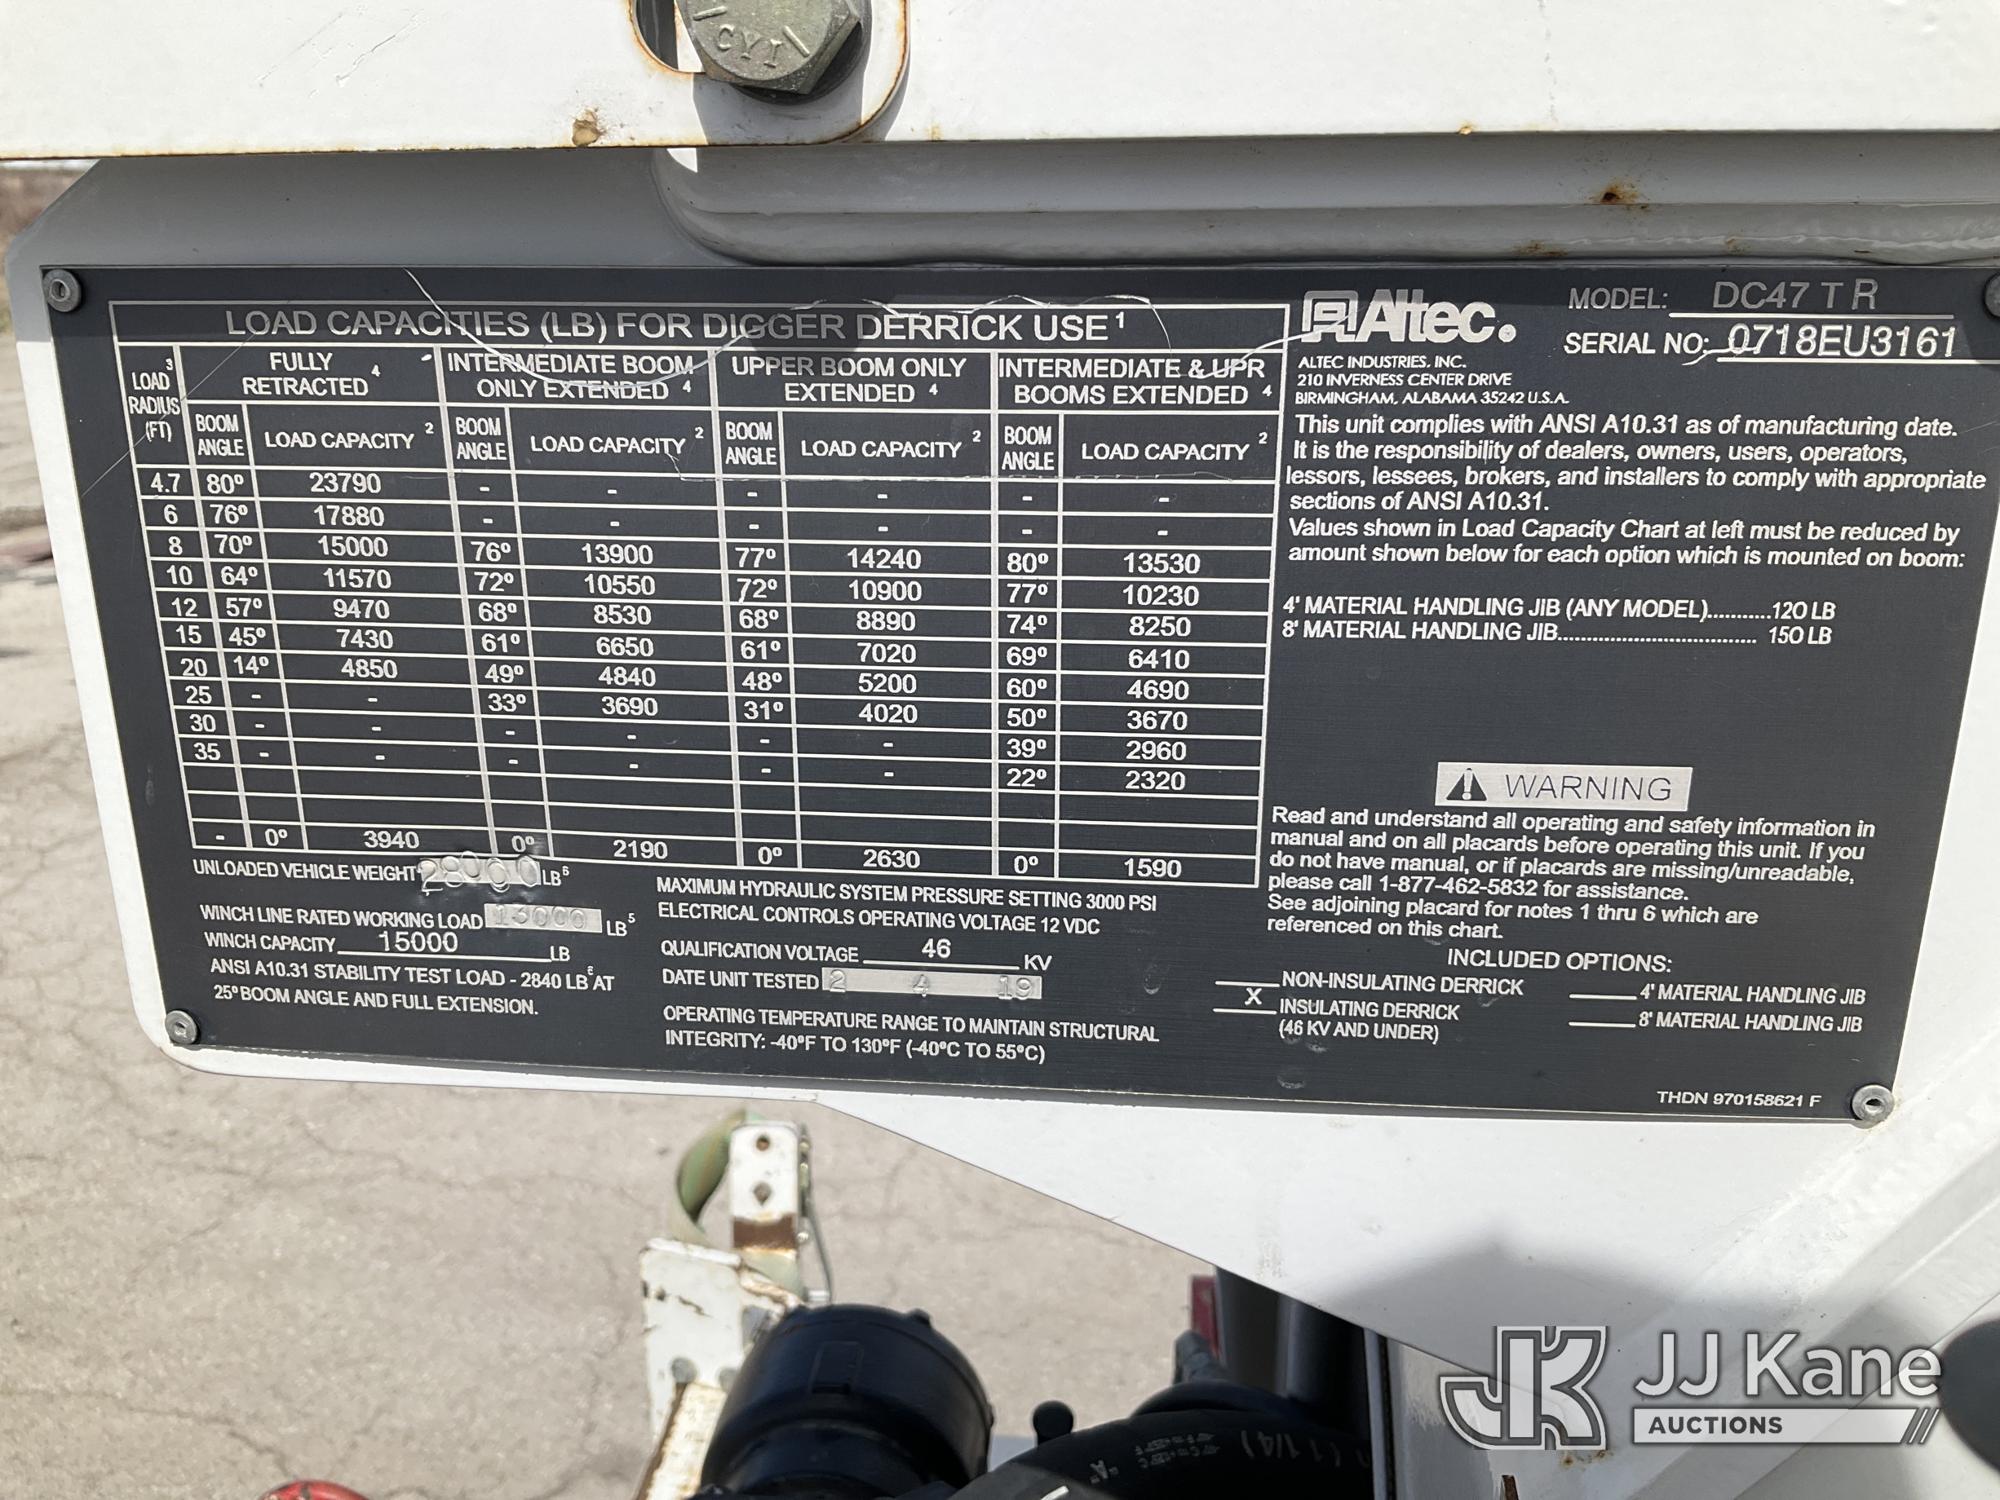 CYI
LOAD CAPACITIES (LB) FOR DIGGER DERRICK USE 1
LOAD RADIUS (FT) 3
FULLY RETRACTED 4
INTERMEDIATE BOOM ONLY EXTENDED 4
UPPER BOOM ONLY EXTENDED 4
INTERMEDIATE & UPR BOOMS EXTENDED 4
BOOM ANGLE LOAD CAPACITY 2 BOOM ANGLE LOAD CAPACITY 2 BOOM ANGLE LOAD CAPACITY 2 BOOM ANGLE LOAD CAPACITY 2
4.7 80° 23790 - - - - - -
6 76° 17880 - - - - - -
8 70° 15000 76° 13900 77° 14240 80° 13530
10 64° 11570 72° 10550 72° 10900 77° 10230
12 57° 9470 68° 8530 68° 8890 74° 8250
15 45° 7430 61° 6650 61° 7020 69° 6410
20 14° 4850 49° 4840 48° 5200 60° 4690
25 - - 33° 3690 31° 4020 50° 3670
30 - - - - - - 39° 2960
35 - - - - - - 22° 2320
- 0° 3940 0° 2190 0° 2630 0° 1590
UNLOADED VEHICLE WEIGHT 28000 LB 6
WINCH LINE RATED WORKING LOAD 13000 LB 5
WINCH CAPACITY 15000 LB
ANSI A10.31 STABILITY TEST LOAD - 2840 LB 6 AT
25° BOOM ANGLE AND FULL EXTENSION.
MAXIMUM HYDRAULIC SYSTEM PRESSURE SETTING 3000 PSI
ELECTRICAL CONTROLS OPERATING VOLTAGE 12 VDC
QUALIFICATION VOLTAGE 46 KV
DATE UNIT TESTED 2 4 19
OPERATING TEMPERATURE RANGE TO MAINTAIN STRUCTURAL
INTEGRITY: -40°F TO 130°F (-40°C TO 55°C)
Altec.
ALTEC INDUSTRIES, INC.
210 INVERNESS CENTER DRIVE
BIRMINGHAM, ALABAMA 35242 U.S.A.
MODEL: DC47 T R
SERIAL NO: 0718EU3161
This unit complies with ANSI A10.31 as of manufacturing date.
It is the responsibility of dealers, owners, users, operators,
lessors, lessees, brokers, and installers to comply with appropriate
sections of ANSI A10.31.
Values shown in Load Capacity Chart at left must be reduced by
amount shown below for each option which is mounted on boom:
4' MATERIAL HANDLING JIB (ANY MODEL)...........120 LB
8' MATERIAL HANDLING JIB.................................. 150 LB
WARNING
Read and understand all operating and safety information in
manual and on all placards before operating this unit. If you
do not have manual, or if placards are missing/unreadable,
please call 1-877-462-5832 for assistance.
See adjoining placard for notes 1 thru 6 which are
referenced on this chart.
INCLUDED OPTIONS:
NON-INSULATING DERRICK
X INSULATING DERRICK
(46 KV AND UNDER)
4' MATERIAL HANDLING JIB
8' MATERIAL HANDLING JIB
THDN 970158621 F
(1 1/4)
JK JJ Kane
AUCTIONS